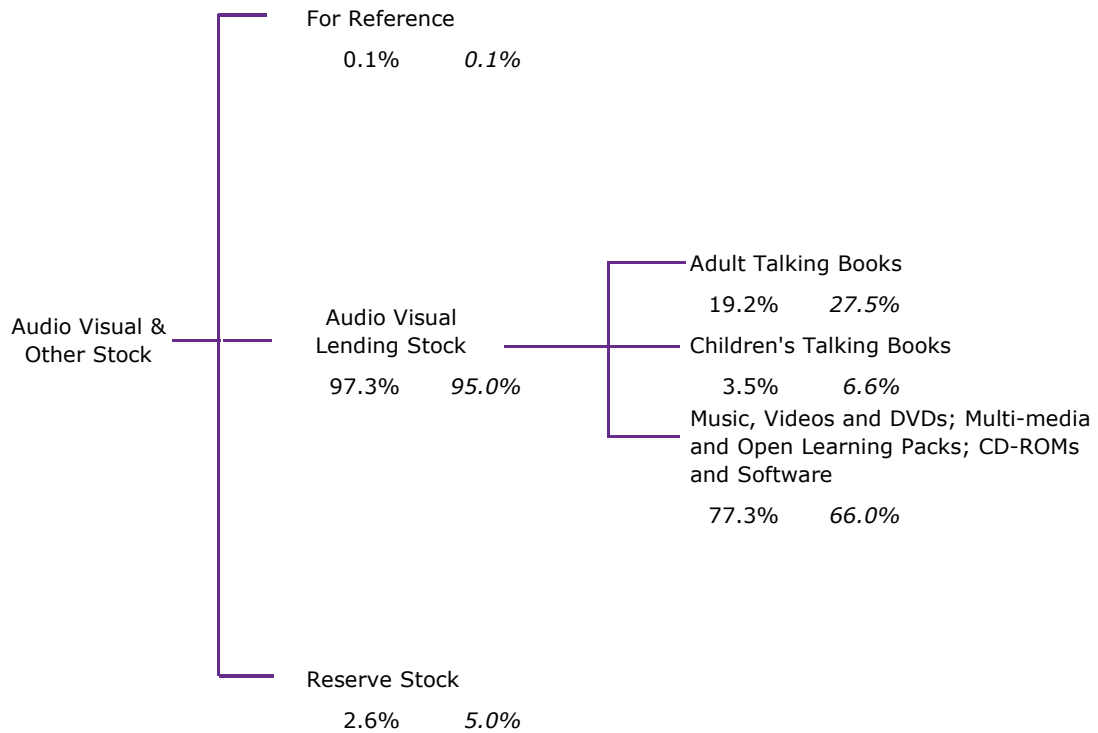 For Reference
0.1% 0.1%
Audio Visual &
Other Stock
Audio Visual
Lending Stock
97.3% 95.0%
Adult Talking Books
19.2% 27.5%
Children's Talking Books
3.5% 6.6%
Music, Videos and DVDs; Multi-media
and Open Learning Packs; CD-ROMs
and Software
77.3% 66.0%
Reserve Stock
2.6% 5.0%